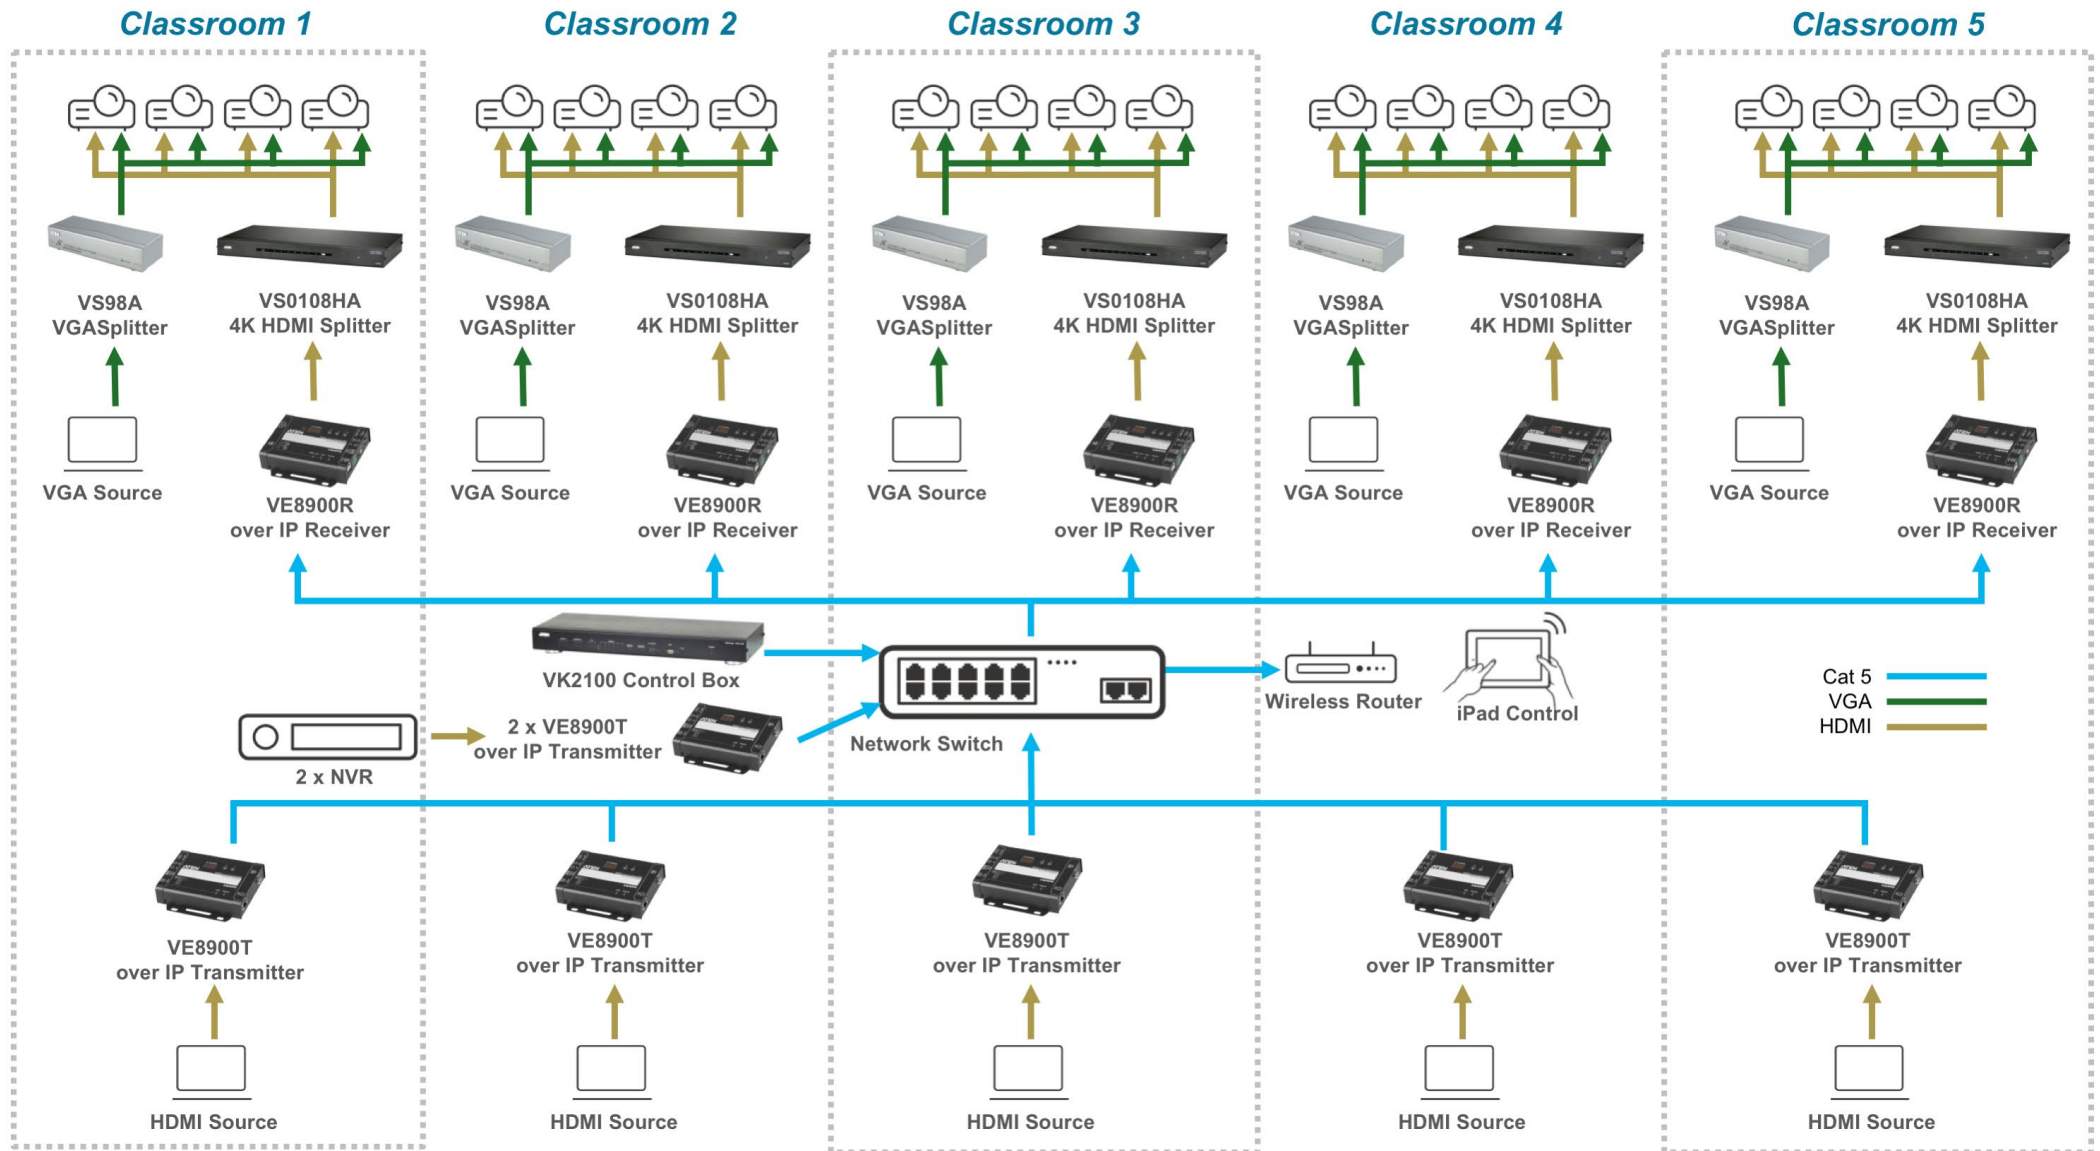 Classroom 1
Classroom 2
Classroom 3
Classroom 4
Classroom 5
VS98A
VGASplitter
VS0108HA
4K HDMI Splitter
VS98A
VGASplitter
VS0108HA
4K HDMI Splitter
VS98A
VGASplitter
VS0108HA
4K HDMI Splitter
VS98A
VGASplitter
VS0108HA
4K HDMI Splitter
VS98A
VGASplitter
VS0108HA
4K HDMI Splitter
VGA Source
VE8900R
over IP Receiver
VGA Source
VE8900R
over IP Receiver
VGA Source
VE8900R
over IP Receiver
VGA Source
VE8900R
over IP Receiver
VGA Source
VE8900R
over IP Receiver
VK2100 Control Box
Wireless Router
iPad Control
Cat 5
VGA
HDMI
2 x NVR
2 x VE8900T
over IP Transmitter
Network Switch
VE8900T
over IP Transmitter
VE8900T
over IP Transmitter
VE8900T
over IP Transmitter
VE8900T
over IP Transmitter
VE8900T
over IP Transmitter
HDMI Source
HDMI Source
HDMI Source
HDMI Source
HDMI Source